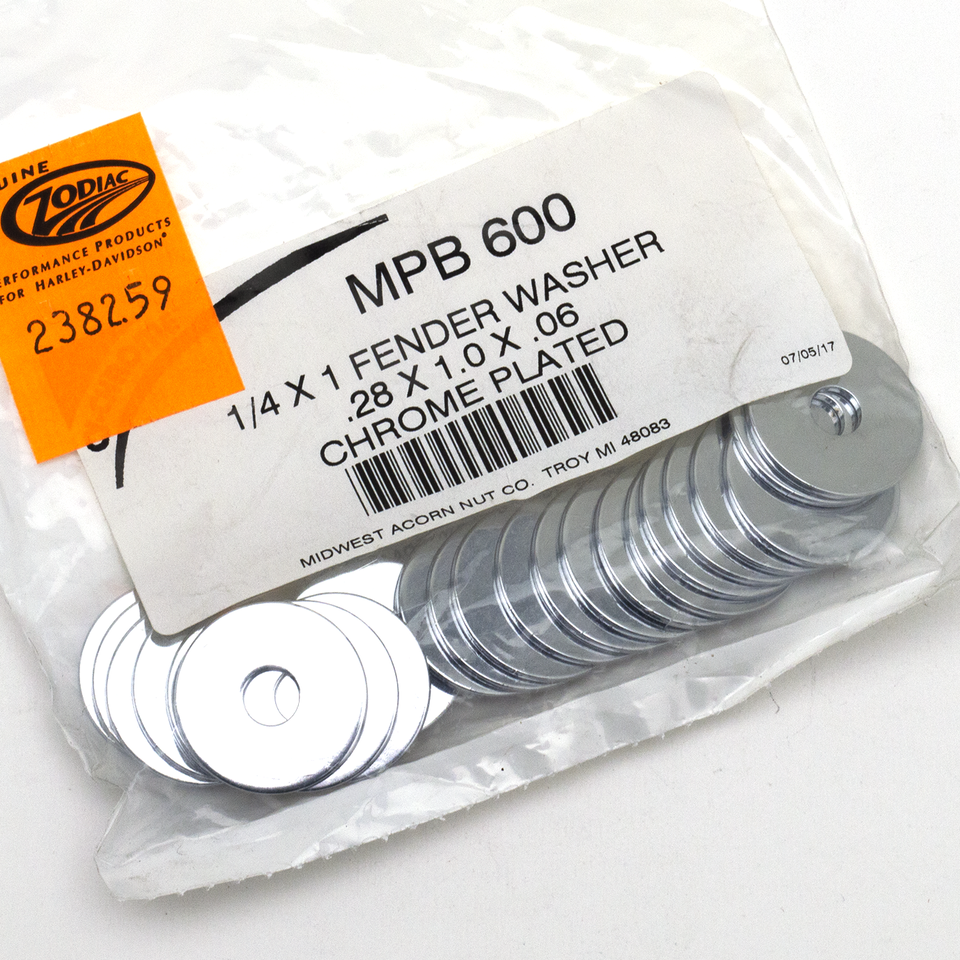 UINE
ZODIAC
ERFORMANCE PRODUCTS
FOR HARLEY-DAVIDSON®
238259
MPB 600
1/4 X 1 FENDER WASHER
.28 X 1.0 X .06
CHROME PLATED
07/05/17
MIDWEST ACORN NUT CO. TROY MI 48083